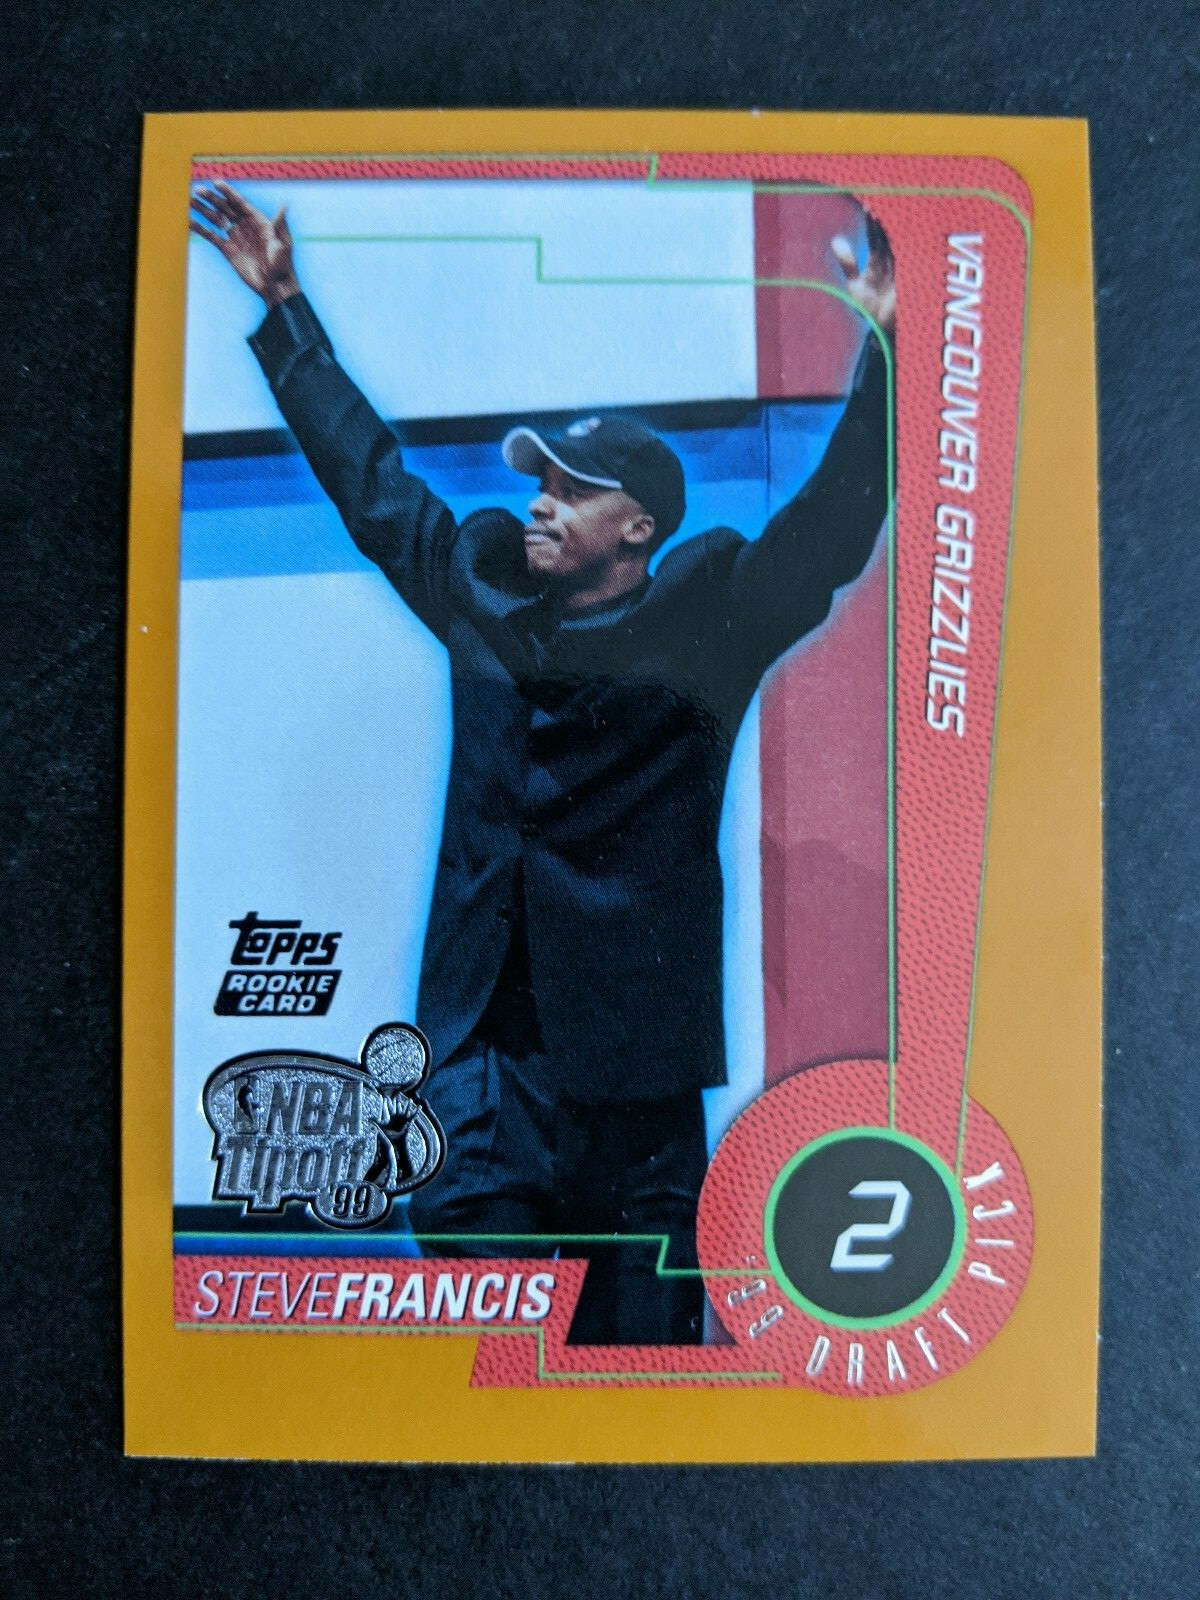 VANCOUVER GRIZZLIES
Topps
ROOKIE
CARD
NBA
Tipoff
99
STEVEFRANCIS
2
'99 DRAFT PICK